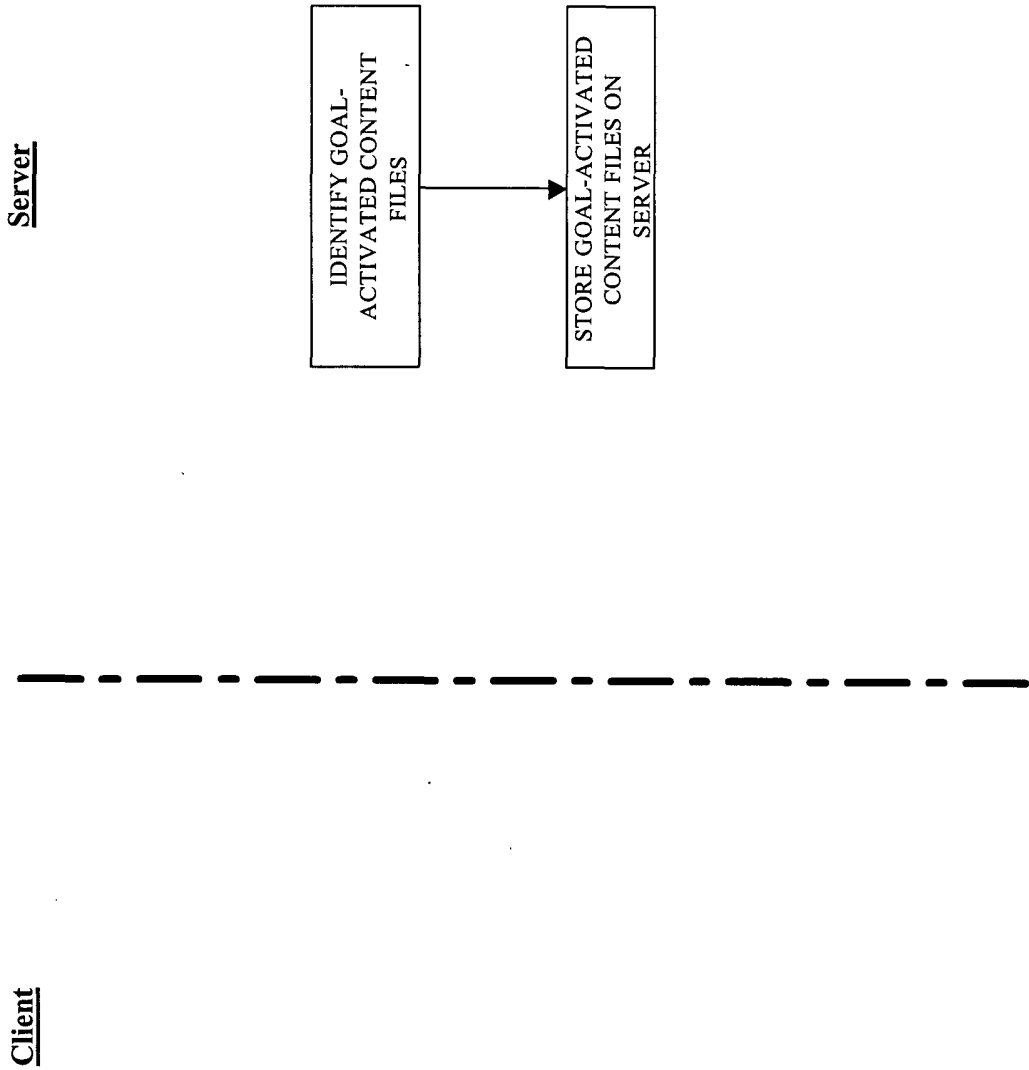 Client
Server
IDENTIFY GOAL-
ACTIVATED CONTENT
FILES
STORE GOAL-ACTIVATED
CONTENT FILES ON
SERVER